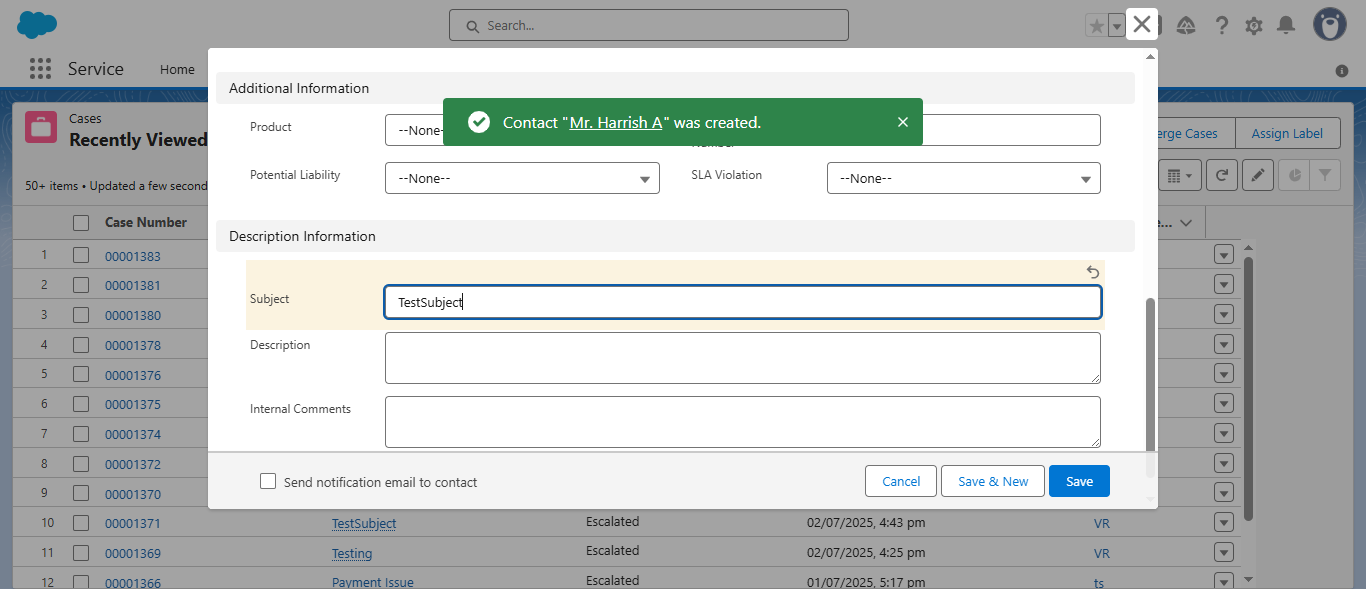 Search...
Service
Home
Cases
Recently Viewed
50+ items • Updated a few second
erge Cases
Assign Label
Additional Information
Contact "Mr. Harrish A" was created.
Product
--None-
Number
Potential Liability
--None--
SLA Violation
--None--
Description Information
Subject
TestSubject
Description
Internal Comments
Send notification email to contact
Cancel
Save & New
Save
Case Number
e...
1 00001383
2 00001381
3 00001380
4 00001378
5 00001376
6 00001375
7 00001374
8 00001372
9 00001370
10 00001371 TestSubject Escalated 02/07/2025, 4:43 pm VR
11 00001369 Testing Escalated 02/07/2025, 4:25 pm VR
12 00001366 Payment Issue Escalated 01/07/2025, 5:17 pm ts